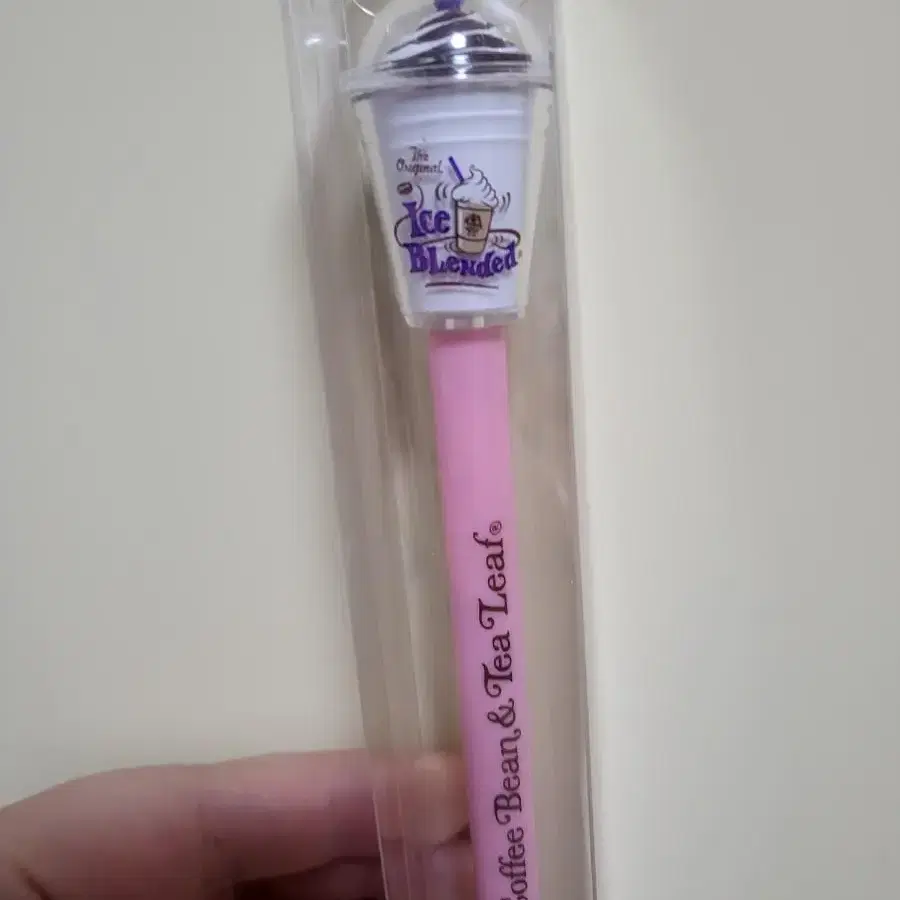 The
Original
Ice
Blended
Coffee Bean & Tea Leaf®